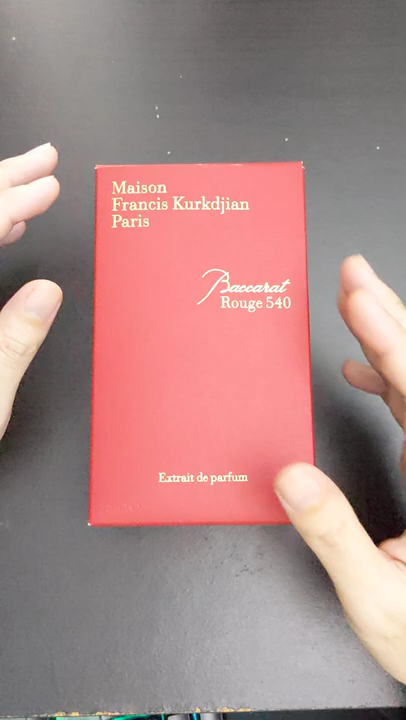 Maison
Francis Kurkdjian
Paris
Baccarat
Rouge 540
Extrait de parfum